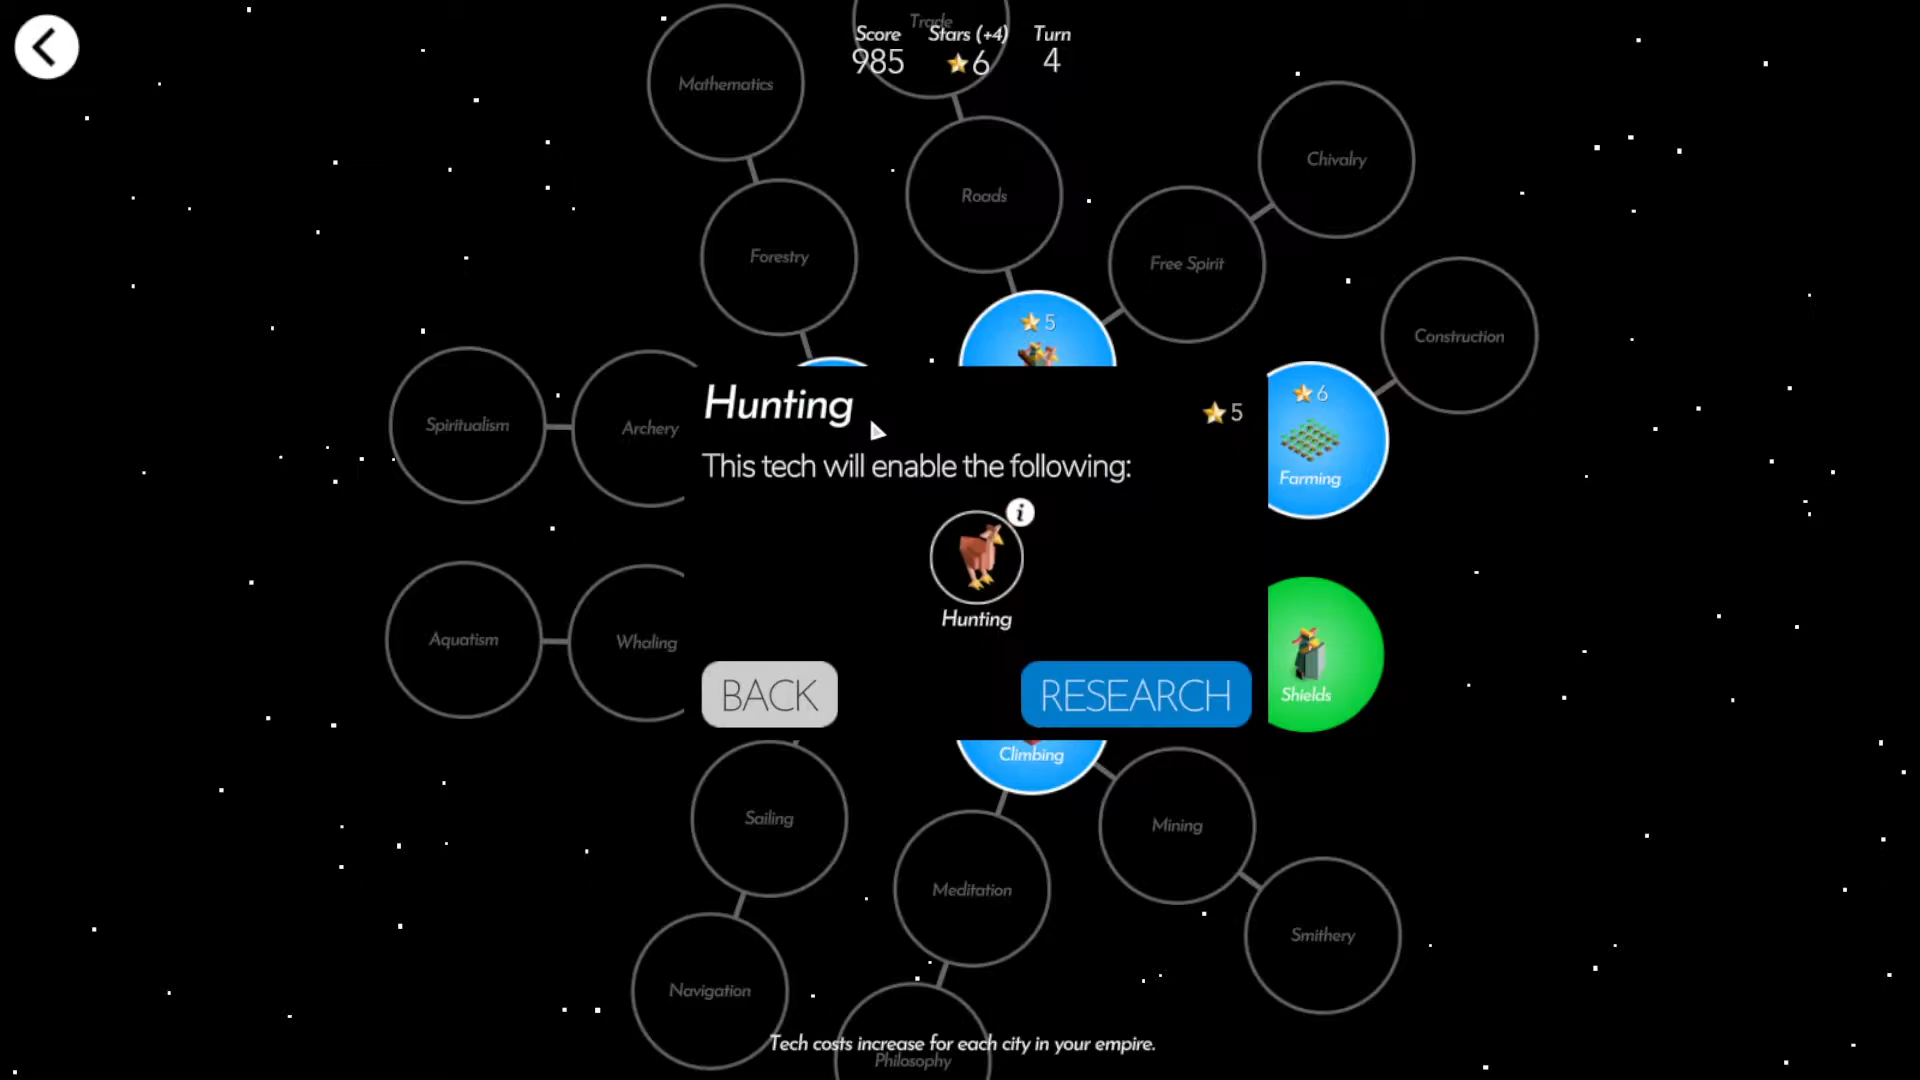 Trade
Score
Stars (+4)
Turn
985
6
4
Mathematics
Chivalry
Roads
Forestry
Free Spirit
5
Construction
6
Spiritualism
Archery
Hunting
5
This tech will enable the following:
Farming
i
Hunting
Aquatism
Whaling
BACK
RESEARCH
Shields
Climbing
Sailing
Mining
Meditation
Smithery
Navigation
Tech costs increase for each city in your empire.
Philosophy